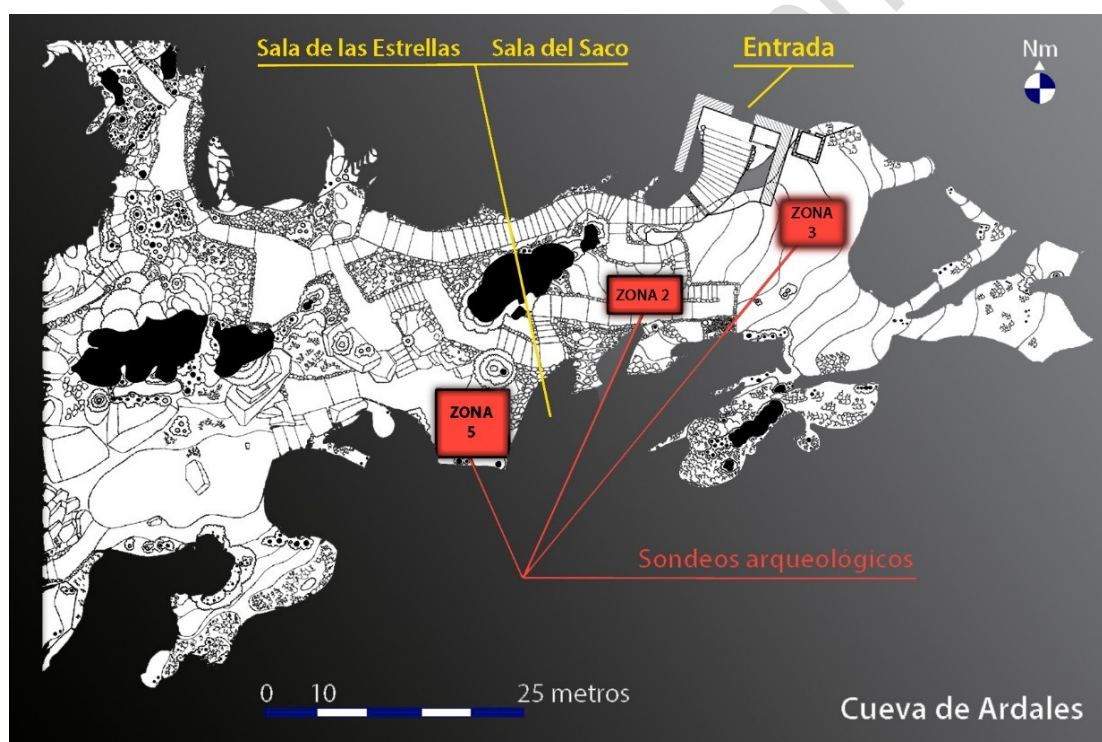 Sala de las Estrellas Sala del Saco
Entrada
Nm
ZONA
3
ZONA 2
ZONA
5
Sondeos arqueológicos
0 10 25 metros
Cueva de Ardales